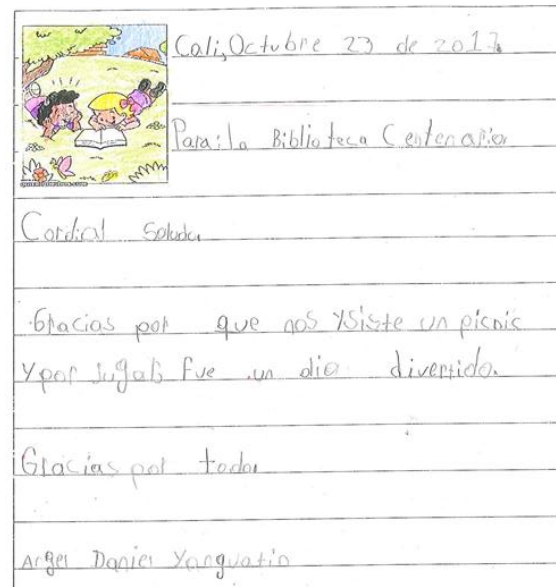 Cali, Octubre 23 de 2017.
Para: la Biblioteca Centenario
Cordial Saludo
Gracias por que nos ysiste un picnic
y por jugar fue un dia divertido.
Gracias por todo
Angel Daniel Yanguatin